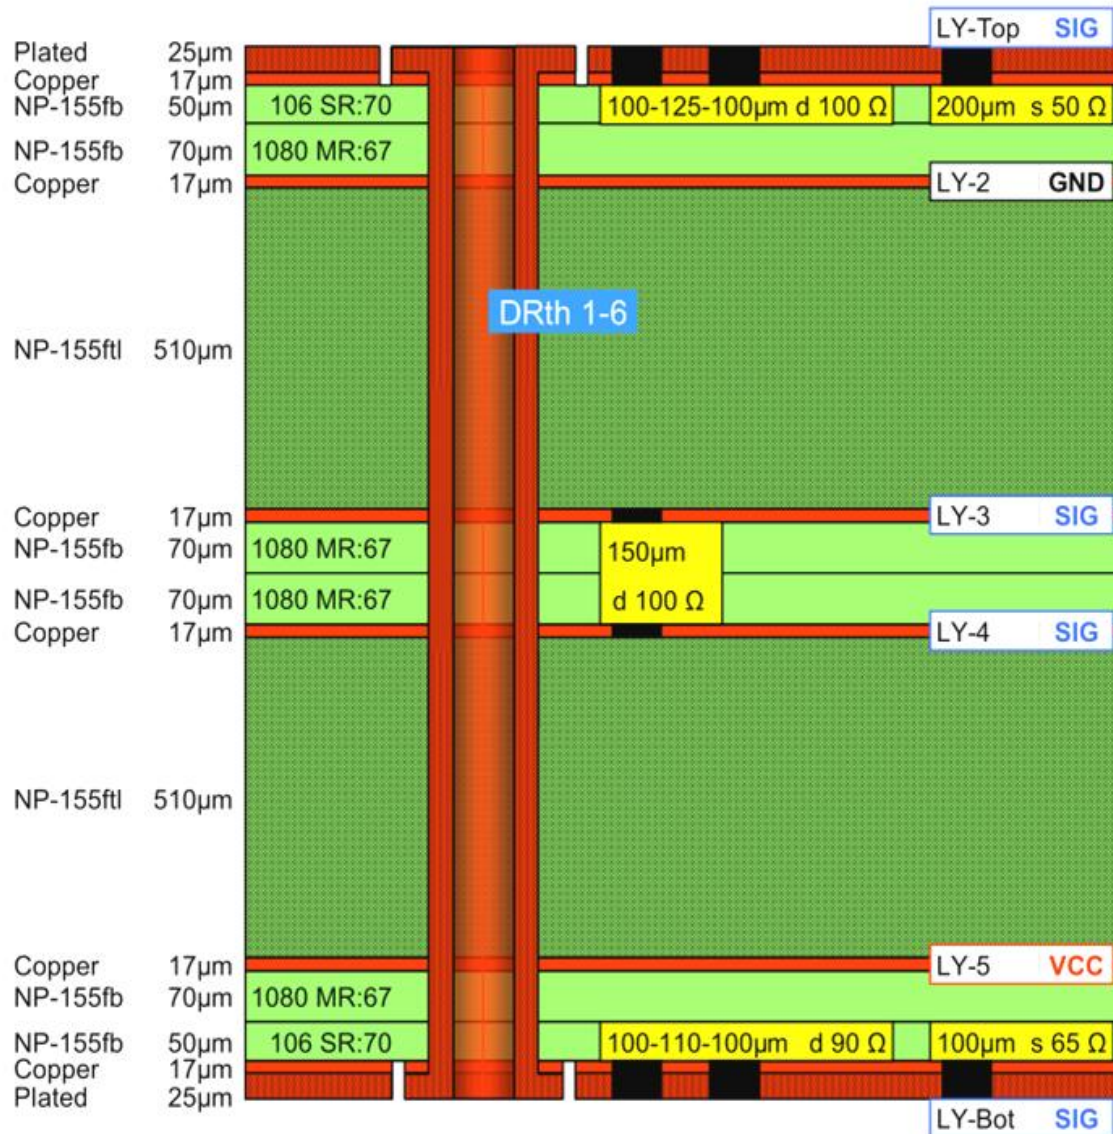 LY-Top SIG
Plated 25µm
Copper 17µm
NP-155fb 50µm 106 SR:70 100-125-100µm d 100 Ω 200µm s 50 Ω
NP-155fb 70µm 1080 MR:67
Copper 17µm LY-2 GND
DRth 1-6
NP-155ftl 510µm
Copper 17µm LY-3 SIG
NP-155fb 70µm 1080 MR:67 150µm
NP-155fb 70µm 1080 MR:67 d 100 Ω
Copper 17µm LY-4 SIG
NP-155ftl 510µm
Copper 17µm LY-5 VCC
NP-155fb 70µm 1080 MR:67
NP-155fb 50µm 106 SR:70 100-110-100µm d 90 Ω 100µm s 65 Ω
Copper 17µm
Plated 25µm
LY-Bot SIG